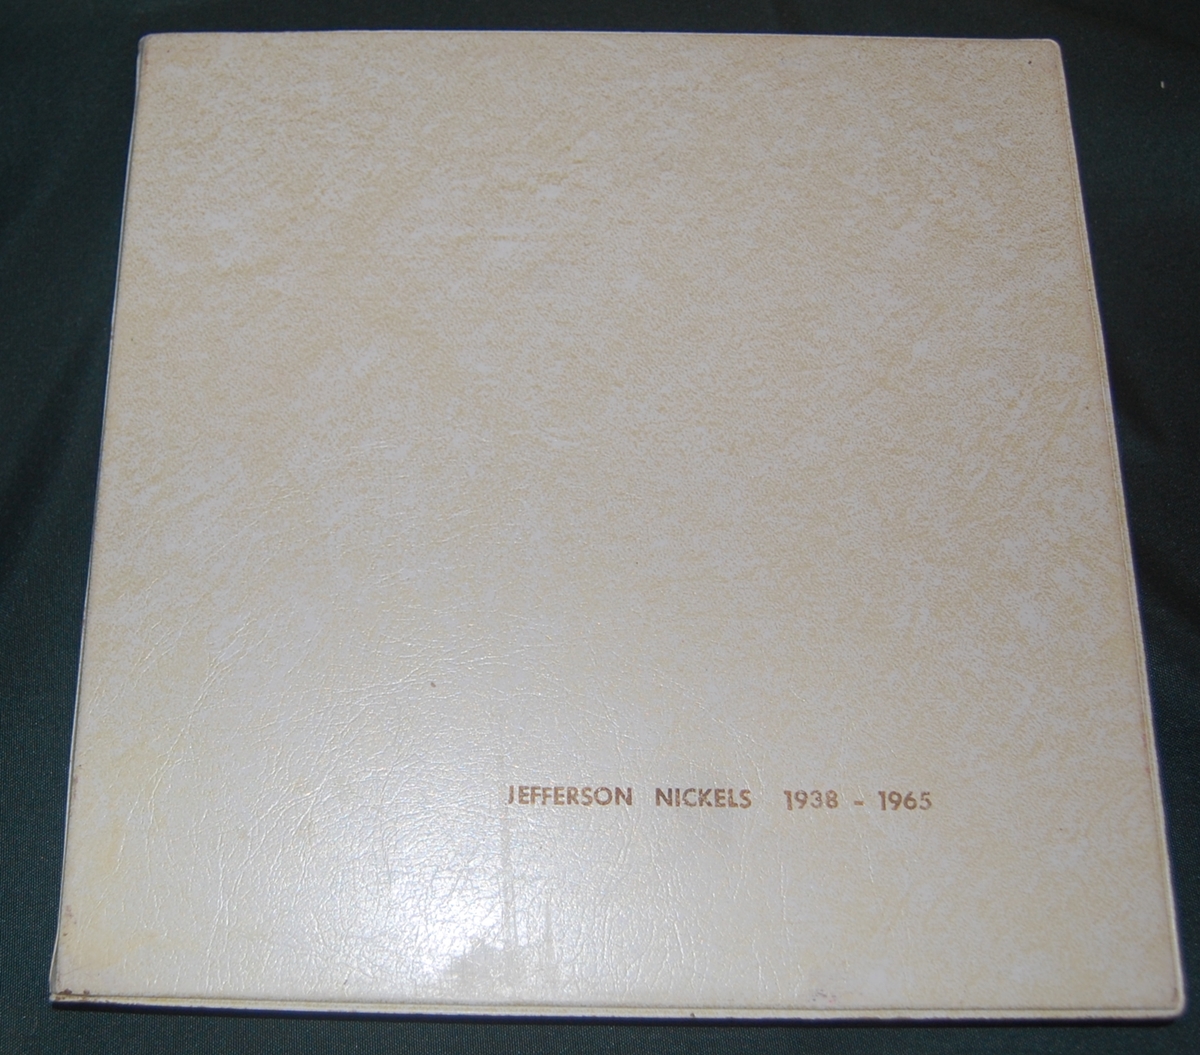 JEFFERSON NICKELS 1938 - 1965